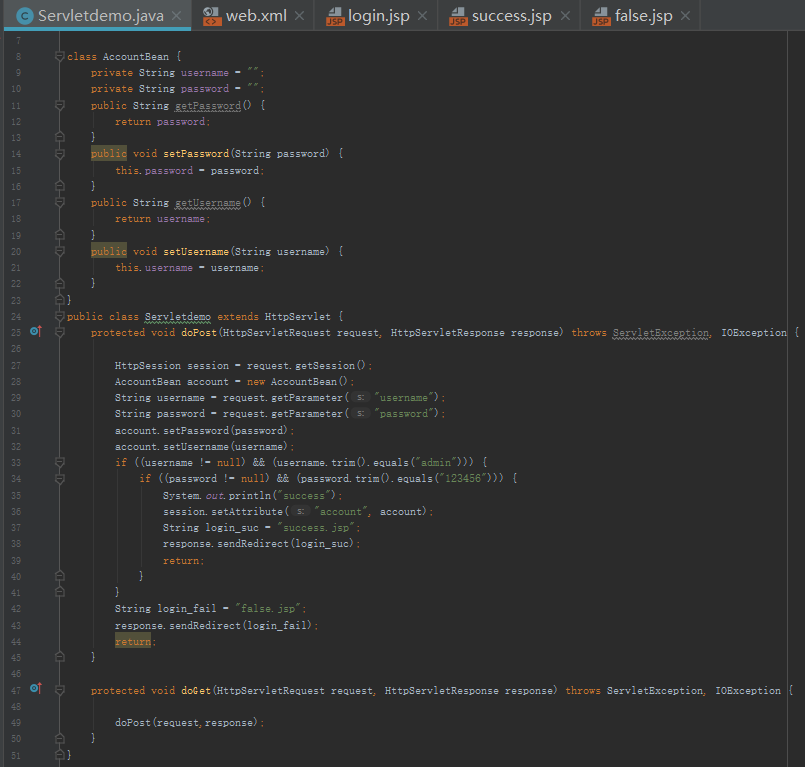 Servletdemo.java web.xml login.jsp success.jsp false.jsp
7
8 class AccountBean {
9 private String username = "";
10 private String password = "";
11 public String getPassword() {
12 return password;
13 }
14 public void setPassword(String password) {
15 this.password = password;
16 }
17 public String getUsername() {
18 return username;
19 }
20 public void setUsername(String username) {
21 this.username = username;
22 }
23 }
24 public class Servletdemo extends HttpServlet {
25 protected void doPost(HttpServletRequest request, HttpServletResponse response) throws ServletException, IOException {
26
27 HttpSession session = request.getSession();
28 AccountBean account = new AccountBean();
29 String username = request.getParameter( s: "username");
30 String password = request.getParameter( s: "password");
31 account.setPassword(password);
32 account.setUsername(username);
33 if ((username != null) && (username.trim().equals("admin"))) {
34 if ((password != null) && (password.trim().equals("123456"))) {
35 System.out.println("success");
36 session.setAttribute( s: "account", account);
37 String login_suc = "success.jsp";
38 response.sendRedirect(login_suc);
39 return;
40 }
41 }
42 String login_fail = "false.jsp";
43 response.sendRedirect(login_fail);
44 return;
45 }
46
47 protected void doGet(HttpServletRequest request, HttpServletResponse response) throws ServletException, IOException {
48
49 doPost(request,response);
50 }
51 }